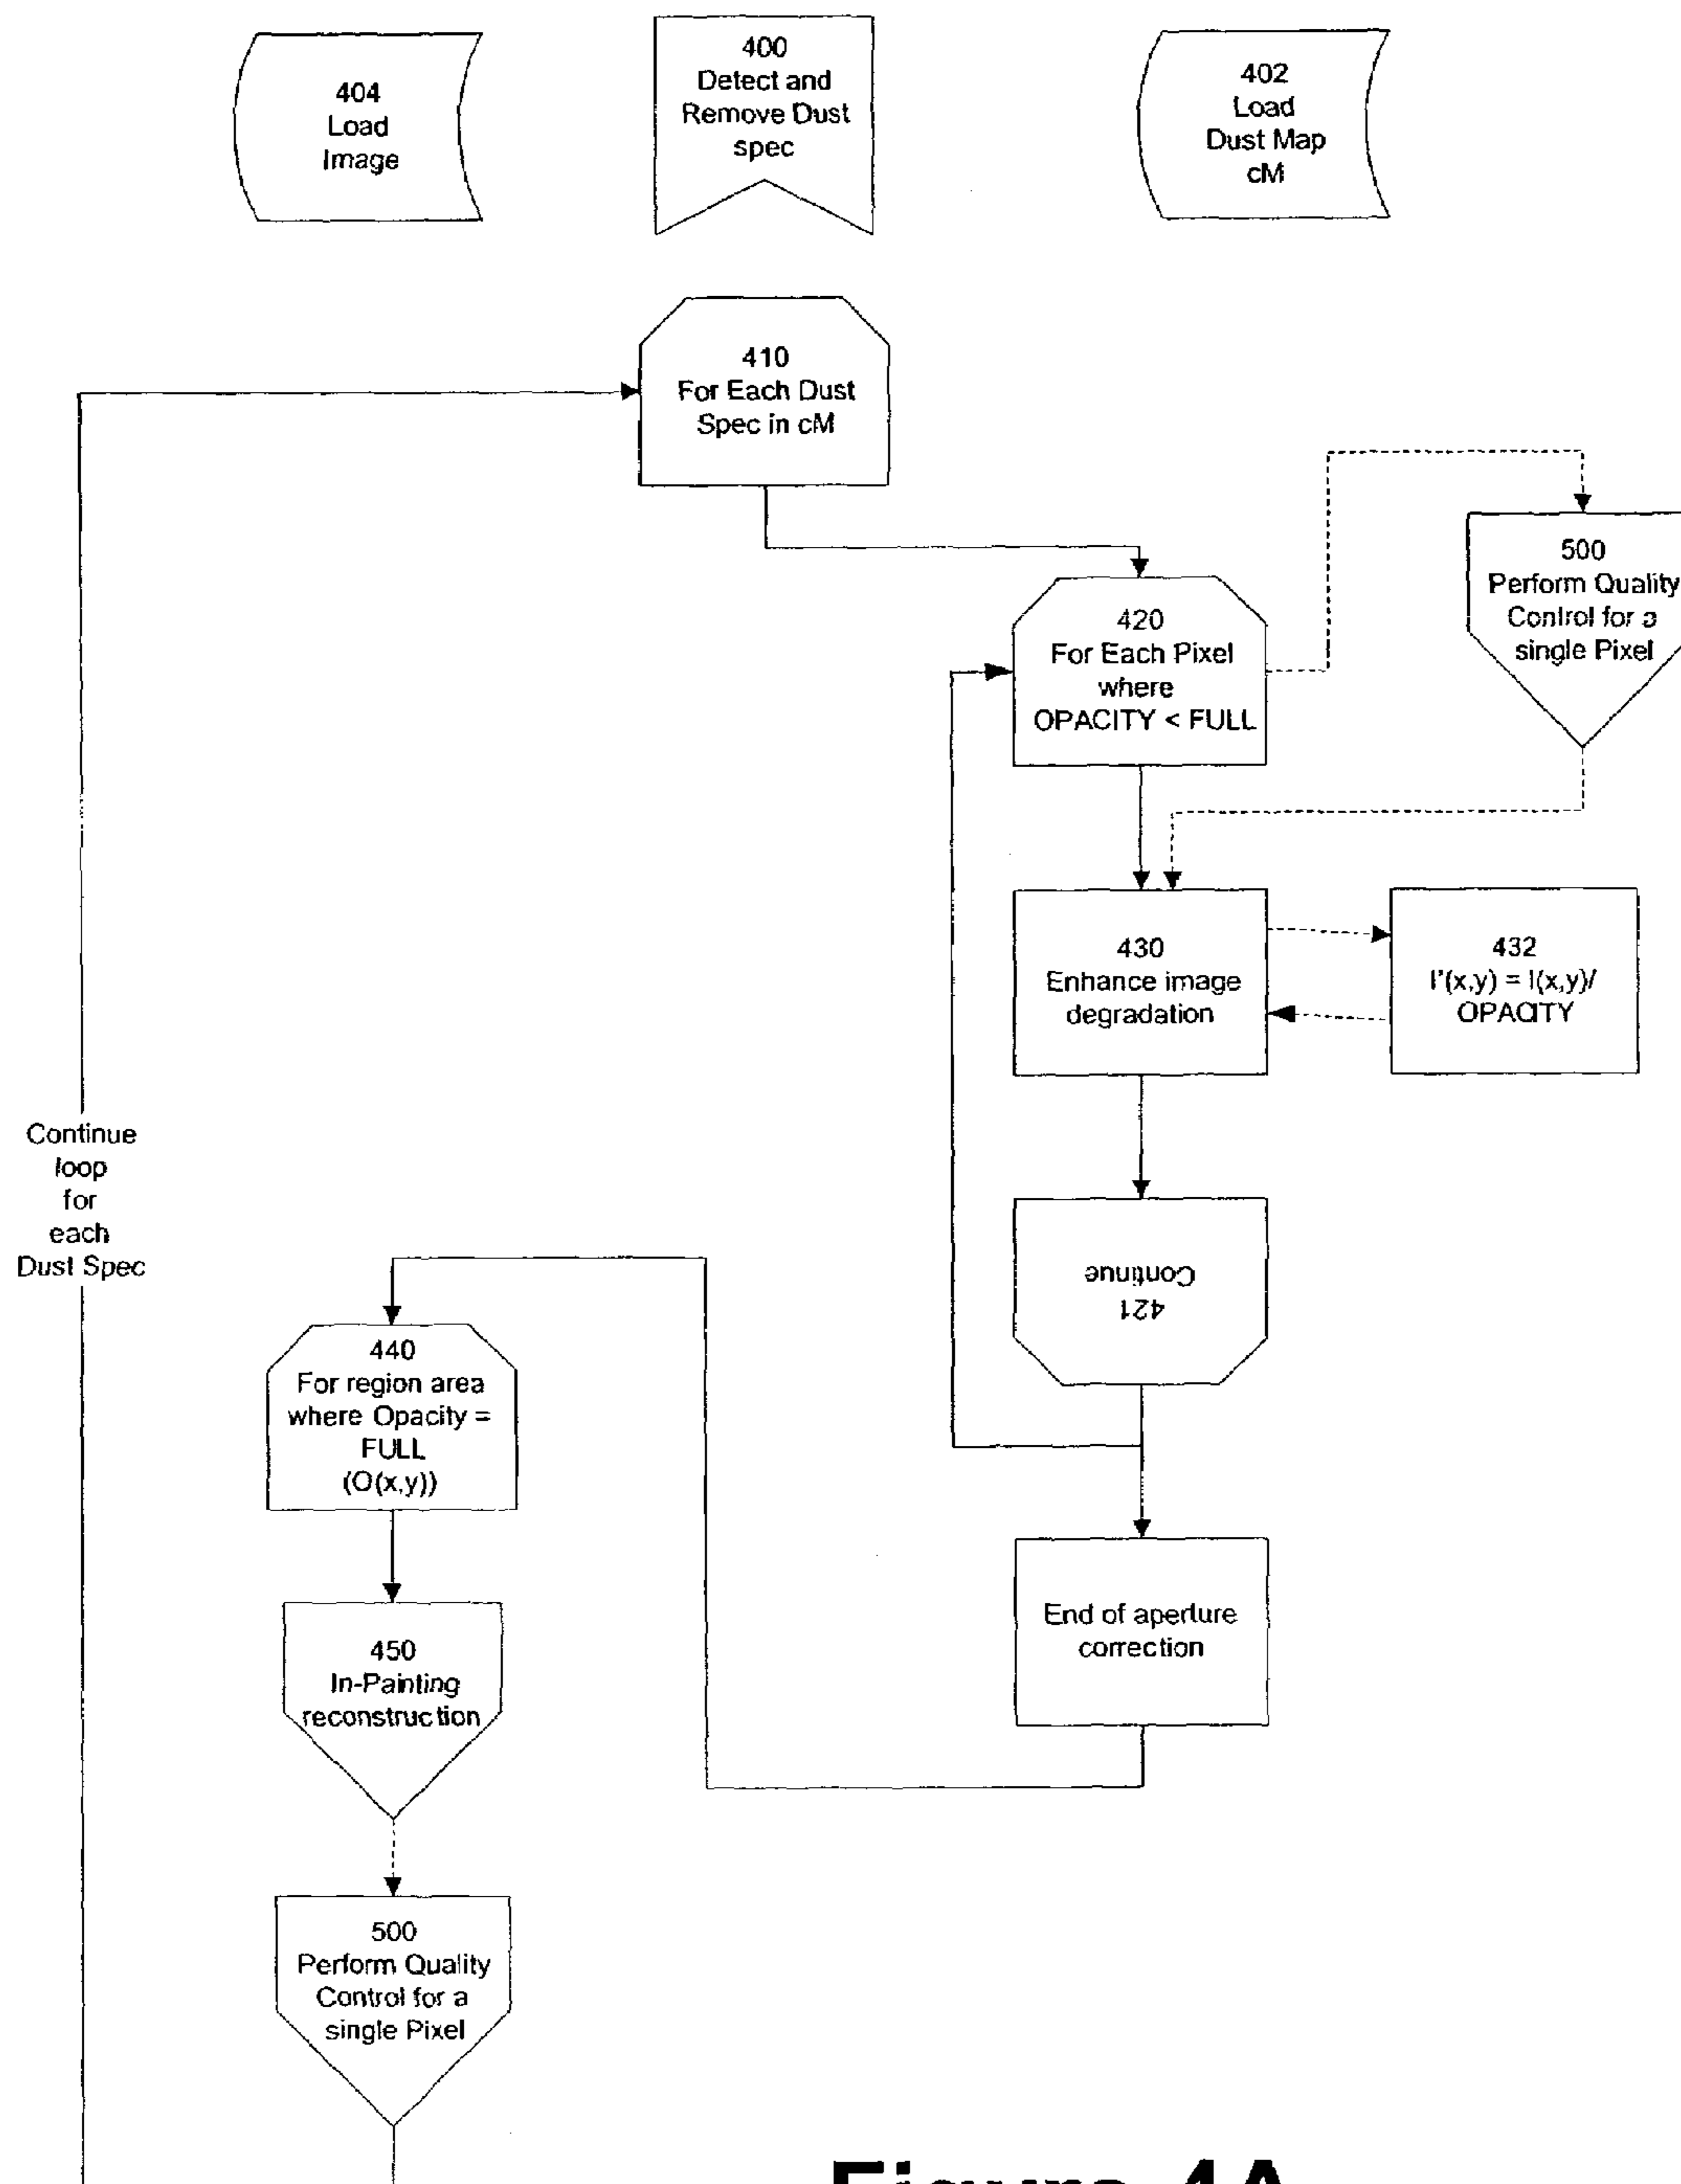 404
Load
Image
400
Detect and
Remove Dust
spec
402
Load
Dust Map
cM
410
For Each Dust
Spec in cM
420
For Each Pixel
where
OPACITY < FULL
500
Perform Quality
Control for a
single Pixel
430
Enhance image
degradation
432
I'(x,y) = I(x,y)/
OPACITY
Continue
loop
for
each
Dust Spec
421
Continue
440
For region area
where Opacity =
FULL
(O(x,y))
End of aperture
correction
450
In-Painting
reconstruction
500
Perform Quality
Control for a
single Pixel
Figure 4A